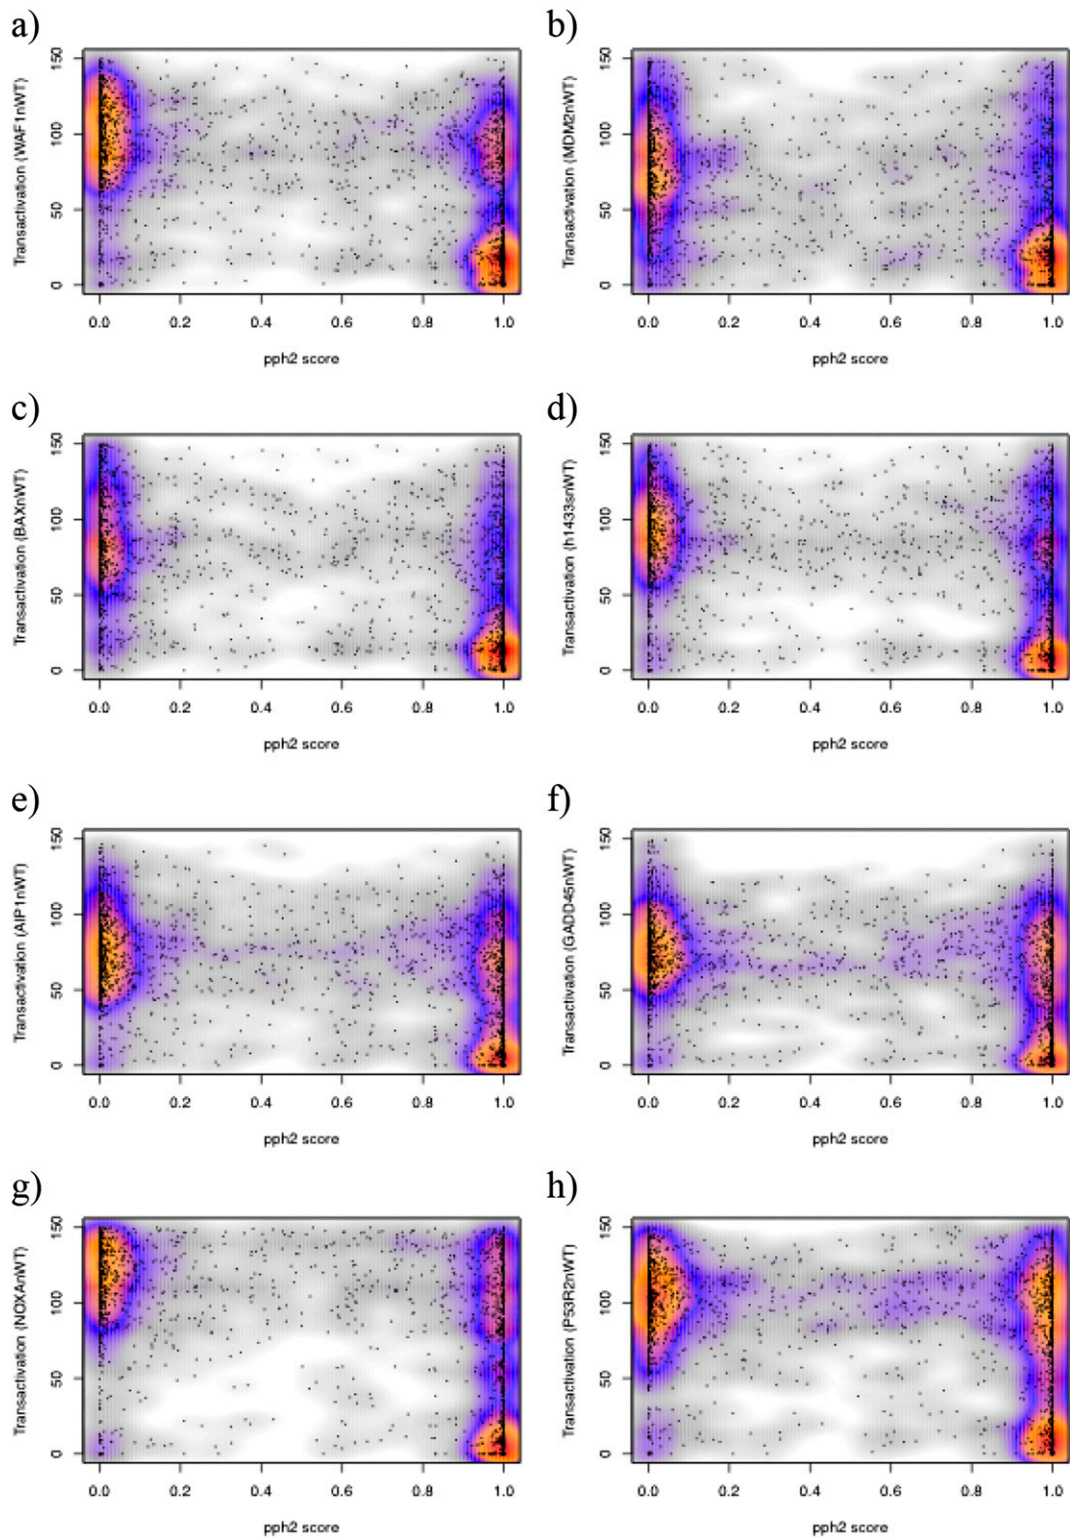 a)
150
100
50
0
Transactivation (WAF1nWT)
0.0 0.2 0.4 0.6 0.8 1.0
pph2 score
b)
150
100
50
0
Transactivation (MDM2nWT)
0.0 0.2 0.4 0.6 0.8 1.0
pph2 score
c)
150
100
50
0
Transactivation (BAXnWT)
0.0 0.2 0.4 0.6 0.8 1.0
pph2 score
d)
150
100
50
0
Transactivation (h1433snWT)
0.0 0.2 0.4 0.6 0.8 1.0
pph2 score
e)
150
100
50
0
Transactivation (AIP1nWT)
0.0 0.2 0.4 0.6 0.8 1.0
pph2 score
f)
150
100
50
0
Transactivation (GADD45nWT)
0.0 0.2 0.4 0.6 0.8 1.0
pph2 score
g)
150
100
50
0
Transactivation (NOXAnWT)
0.0 0.2 0.4 0.6 0.8 1.0
pph2 score
h)
150
100
50
0
Transactivation (P53R2nWT)
0.0 0.2 0.4 0.6 0.8 1.0
pph2 score